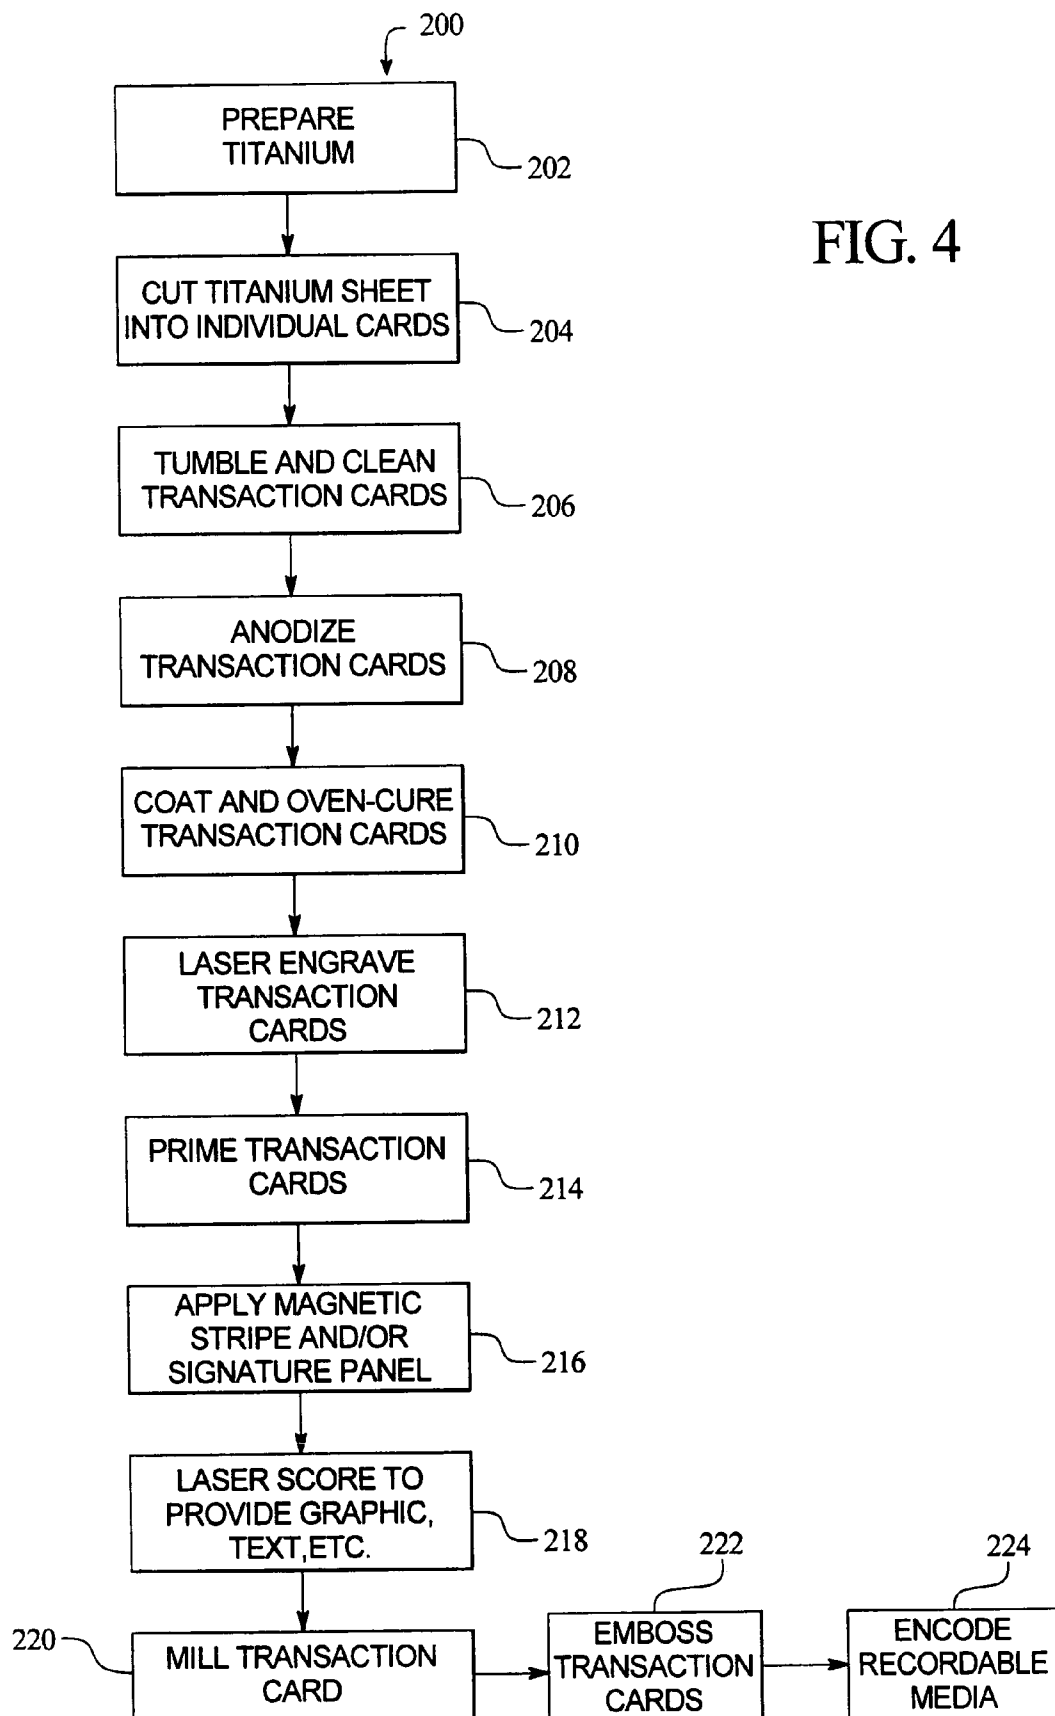 200
PREPARE
TITANIUM
202
FIG. 4
CUT TITANIUM SHEET
INTO INDIVIDUAL CARDS
204
TUMBLE AND CLEAN
TRANSACTION CARDS
206
ANODIZE
TRANSACTION CARDS
208
COAT AND OVEN-CURE
TRANSACTION CARDS
210
LASER ENGRAVE
TRANSACTION
CARDS
212
PRIME TRANSACTION
CARDS
214
APPLY MAGNETIC
STRIPE AND/OR
SIGNATURE PANEL
216
LASER SCORE TO
PROVIDE GRAPHIC,
TEXT,ETC.
218
220
MILL TRANSACTION
CARD
222
EMBOSS
TRANSACTION
CARDS
224
ENCODE
RECORDABLE
MEDIA